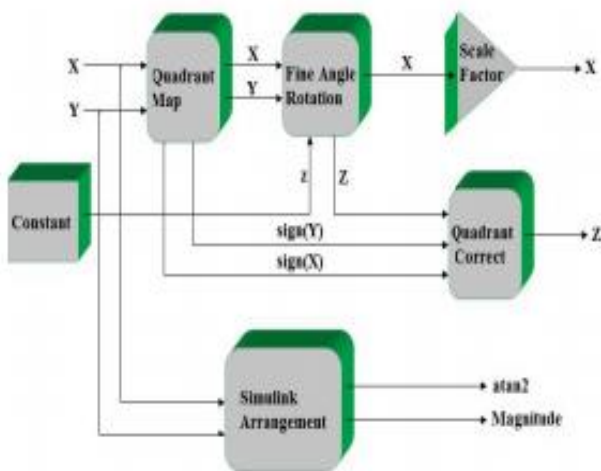 X
Y
Quadrant
Map
X
Y
Fine Angle
Rotation
X
Scale
Factor
X
Constant
z
Z
sign(Y)
sign(X)
Quadrant
Correct
Z
Simulink
Arrangement
atan2
Magnitude